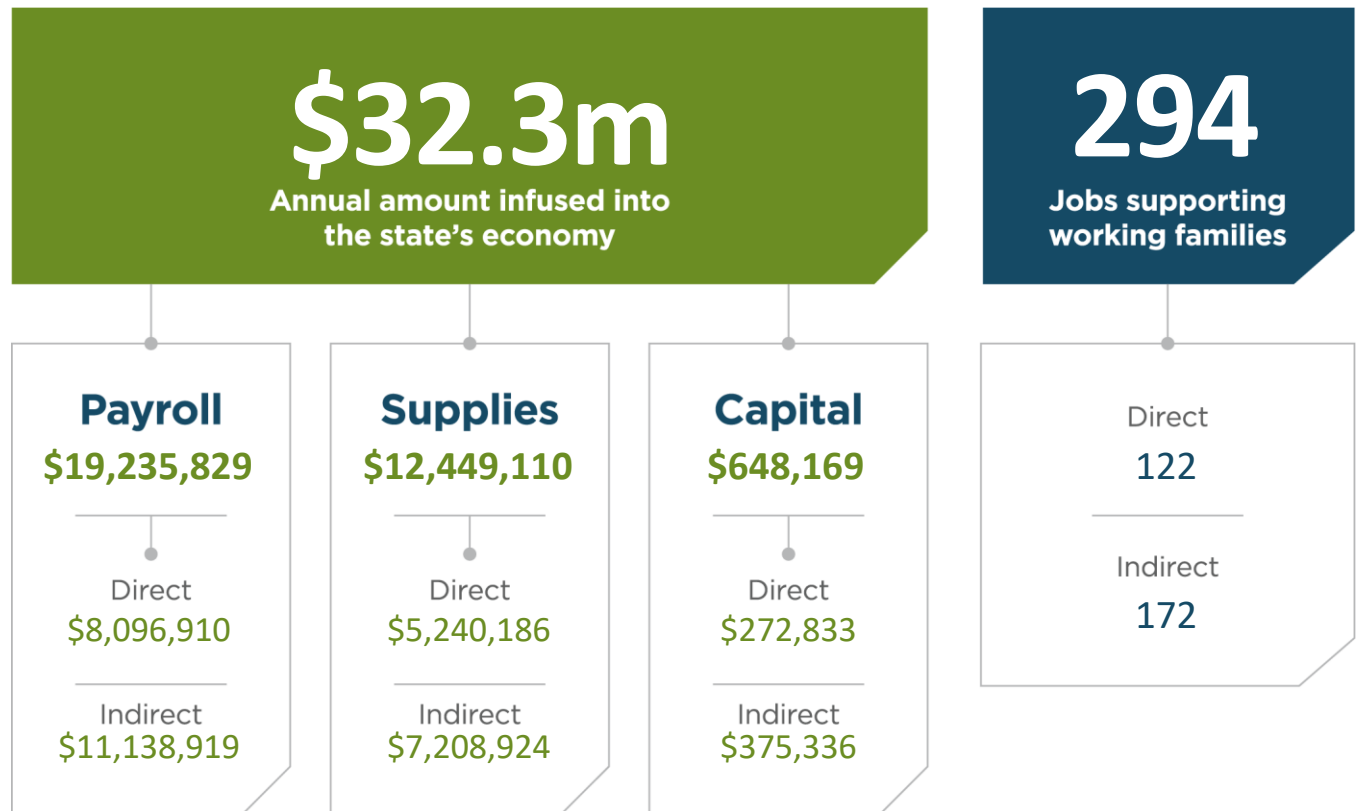 $32.3m
Annual amount infused into
the state's economy
294
Jobs supporting
working families
Payroll
$19,235,829
Direct
$8,096,910
Indirect
$11,138,919
Supplies
$12,449,110
Direct
$5,240,186
Indirect
$7,208,924
Capital
$648,169
Direct
$272,833
Indirect
$375,336
Direct
122
Indirect
172